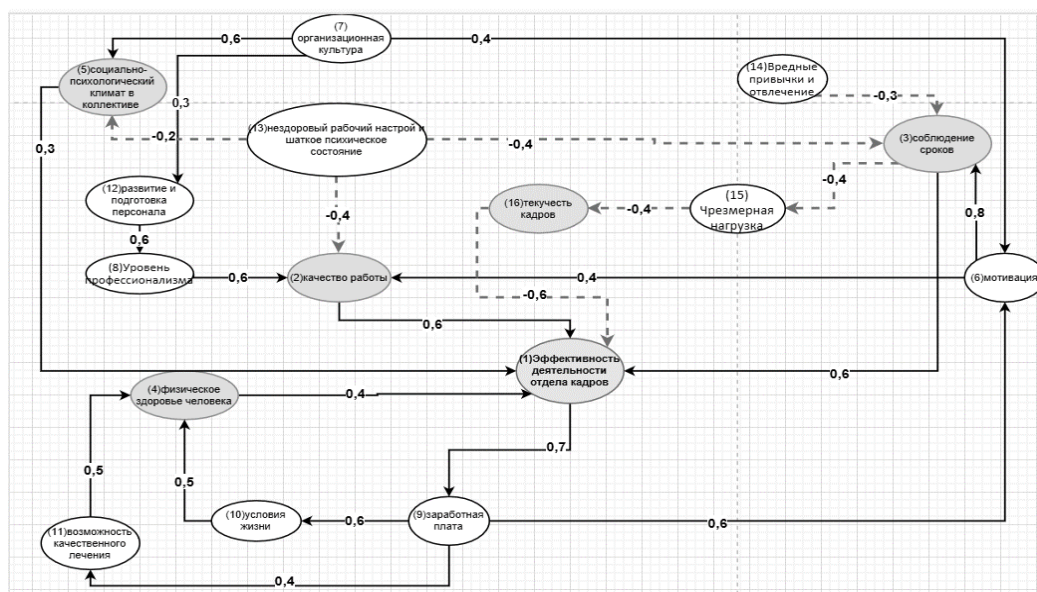 (7)
организационная
культура
0,6
0,4
(5)социально-
психологический
климат в
коллективе
(14)Вредные
привычки и
отвлечение
-0,3
0,3
(13)нездоровый рабочий настрой и
шаткое психическое
состояние
-0,2
-0,4
(3)соблюдение
сроков
0,3
(12)развитие и
подготовка
персонала
-0,4
(16)текучесть
кадров
-0,4
(15)
Чрезмерная
нагрузка
-0,4
0,8
0,6
(8)Уровень
профессионализма
0,6
(2)качество работы
0,4
(6)мотивация
-0,6
0,6
(1)Эффективность
деятельности
отдела кадров
0,6
(4)физическое
здоровье человека
0,4
0,7
0,5
0,5
(10)условия
жизни
0,6
(9)заработная
плата
0,6
(11)возможность
качественного
лечения
0,4